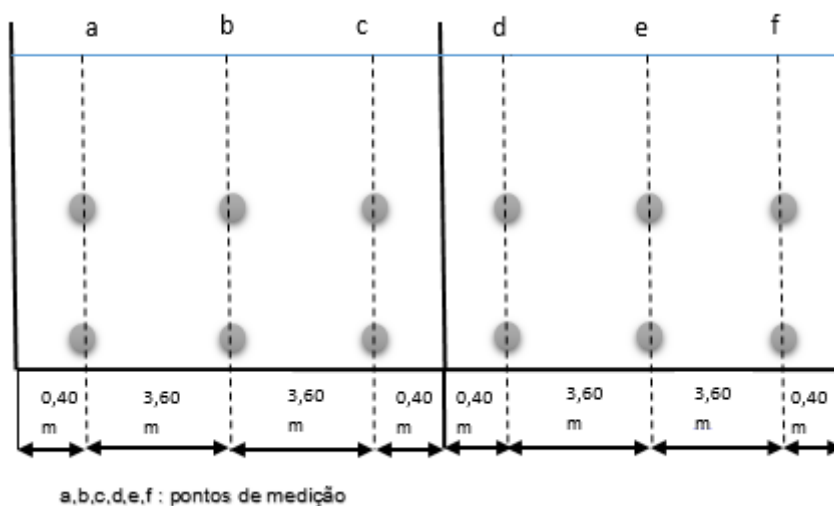 a b c d e f
0,40 3,60 3,60 0,40 0,40 3,60 3,60 0,40
m m m m m m m. m
a,b,c,d,e,f : pontos de medição